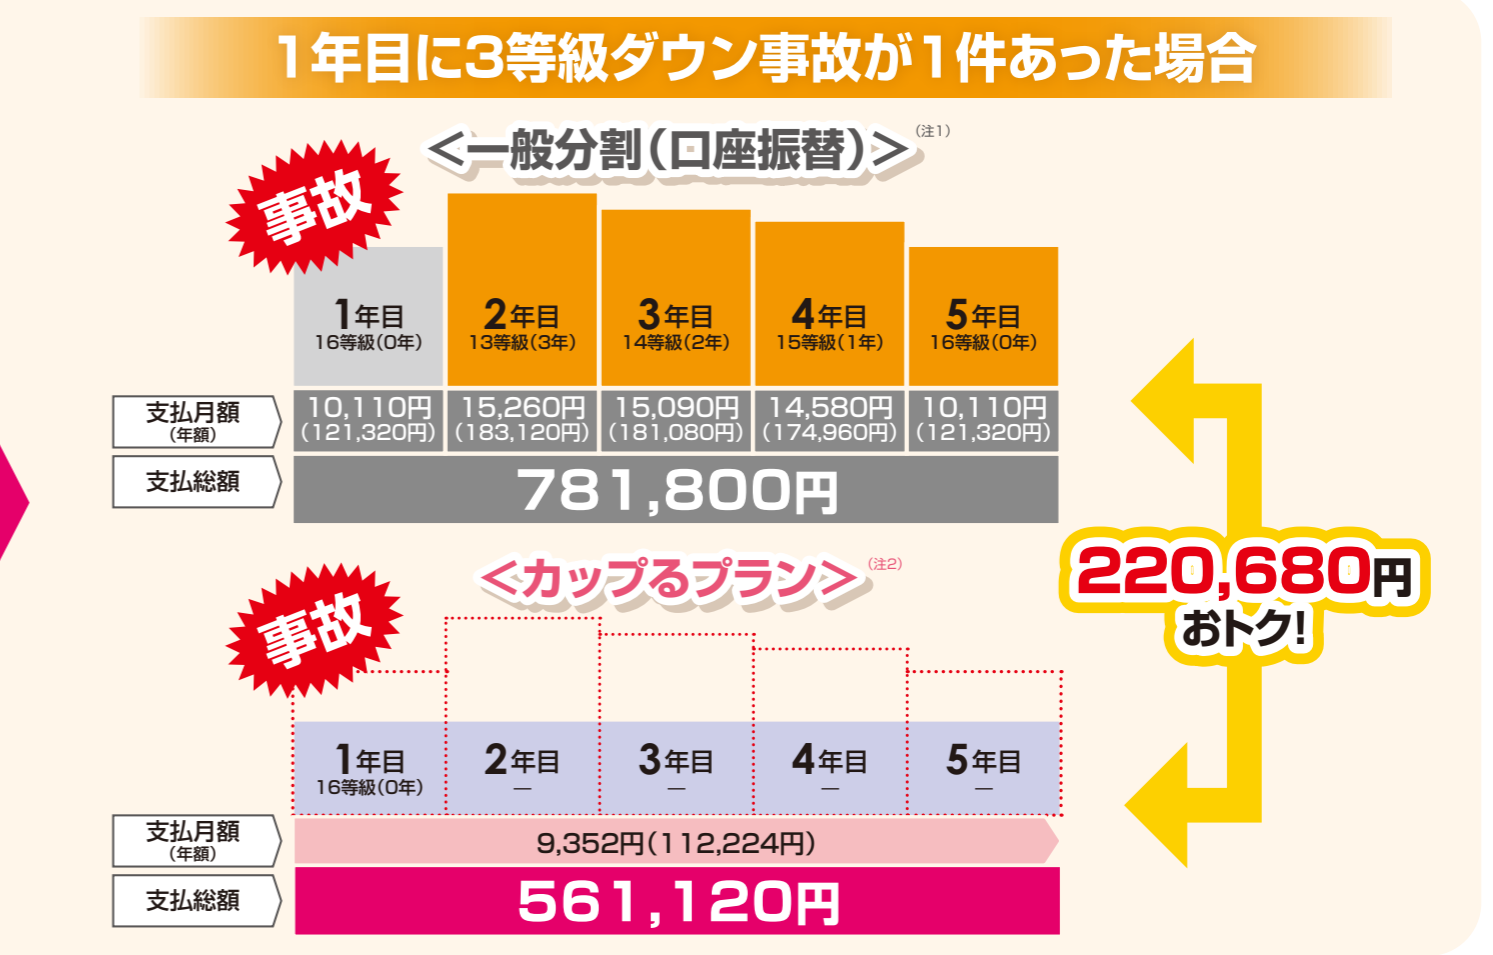 1年目に3等級ダウン事故が1件あった場合
＜一般分割（口座振替）＞（注1）
事故
1年目 2年目 3年目 4年目 5年目
16等級（0年） 13等級（3年） 14等級（2年） 15等級（1年） 16等級（0年）
支払月額 10,110円 15,260円 15,090円 14,580円 10,110円
（年額） （121,320円） （183,120円） （181,080円） （174,960円） （121,320円）
支払総額 781,800円
220,680円
おトク!
＜カップるプラン＞（注2）
事故
1年目 2年目 3年目 4年目 5年目
16等級（0年） — — — —
支払月額
（年額）
9,352円（112,224円）
支払総額 561,120円